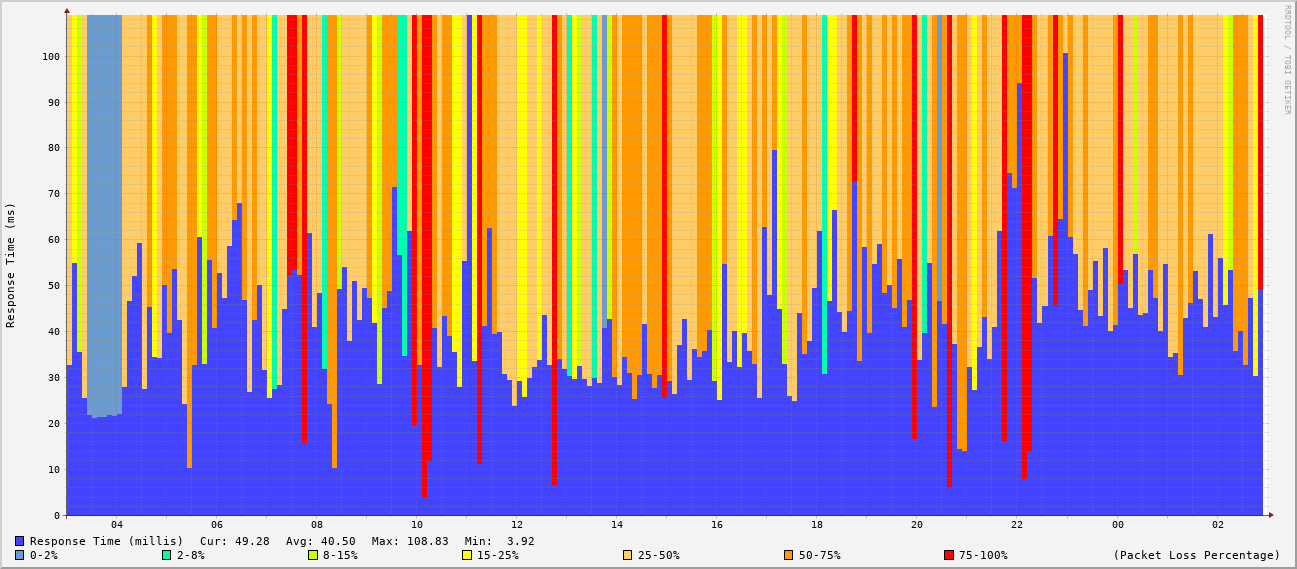 RRDTOOL / TOBI OETIKER
Response Time (ms)
100
90
80
70
60
50
40
30
20
10
0
04 06 08 10 12 14 16 18 20 22 00 02
Response Time (millis) Cur: 49.28 Avg: 40.50 Max: 108.83 Min: 3.92
0-2% 2-8% 8-15% 15-25% 25-50% 50-75% 75-100% (Packet Loss Percentage)